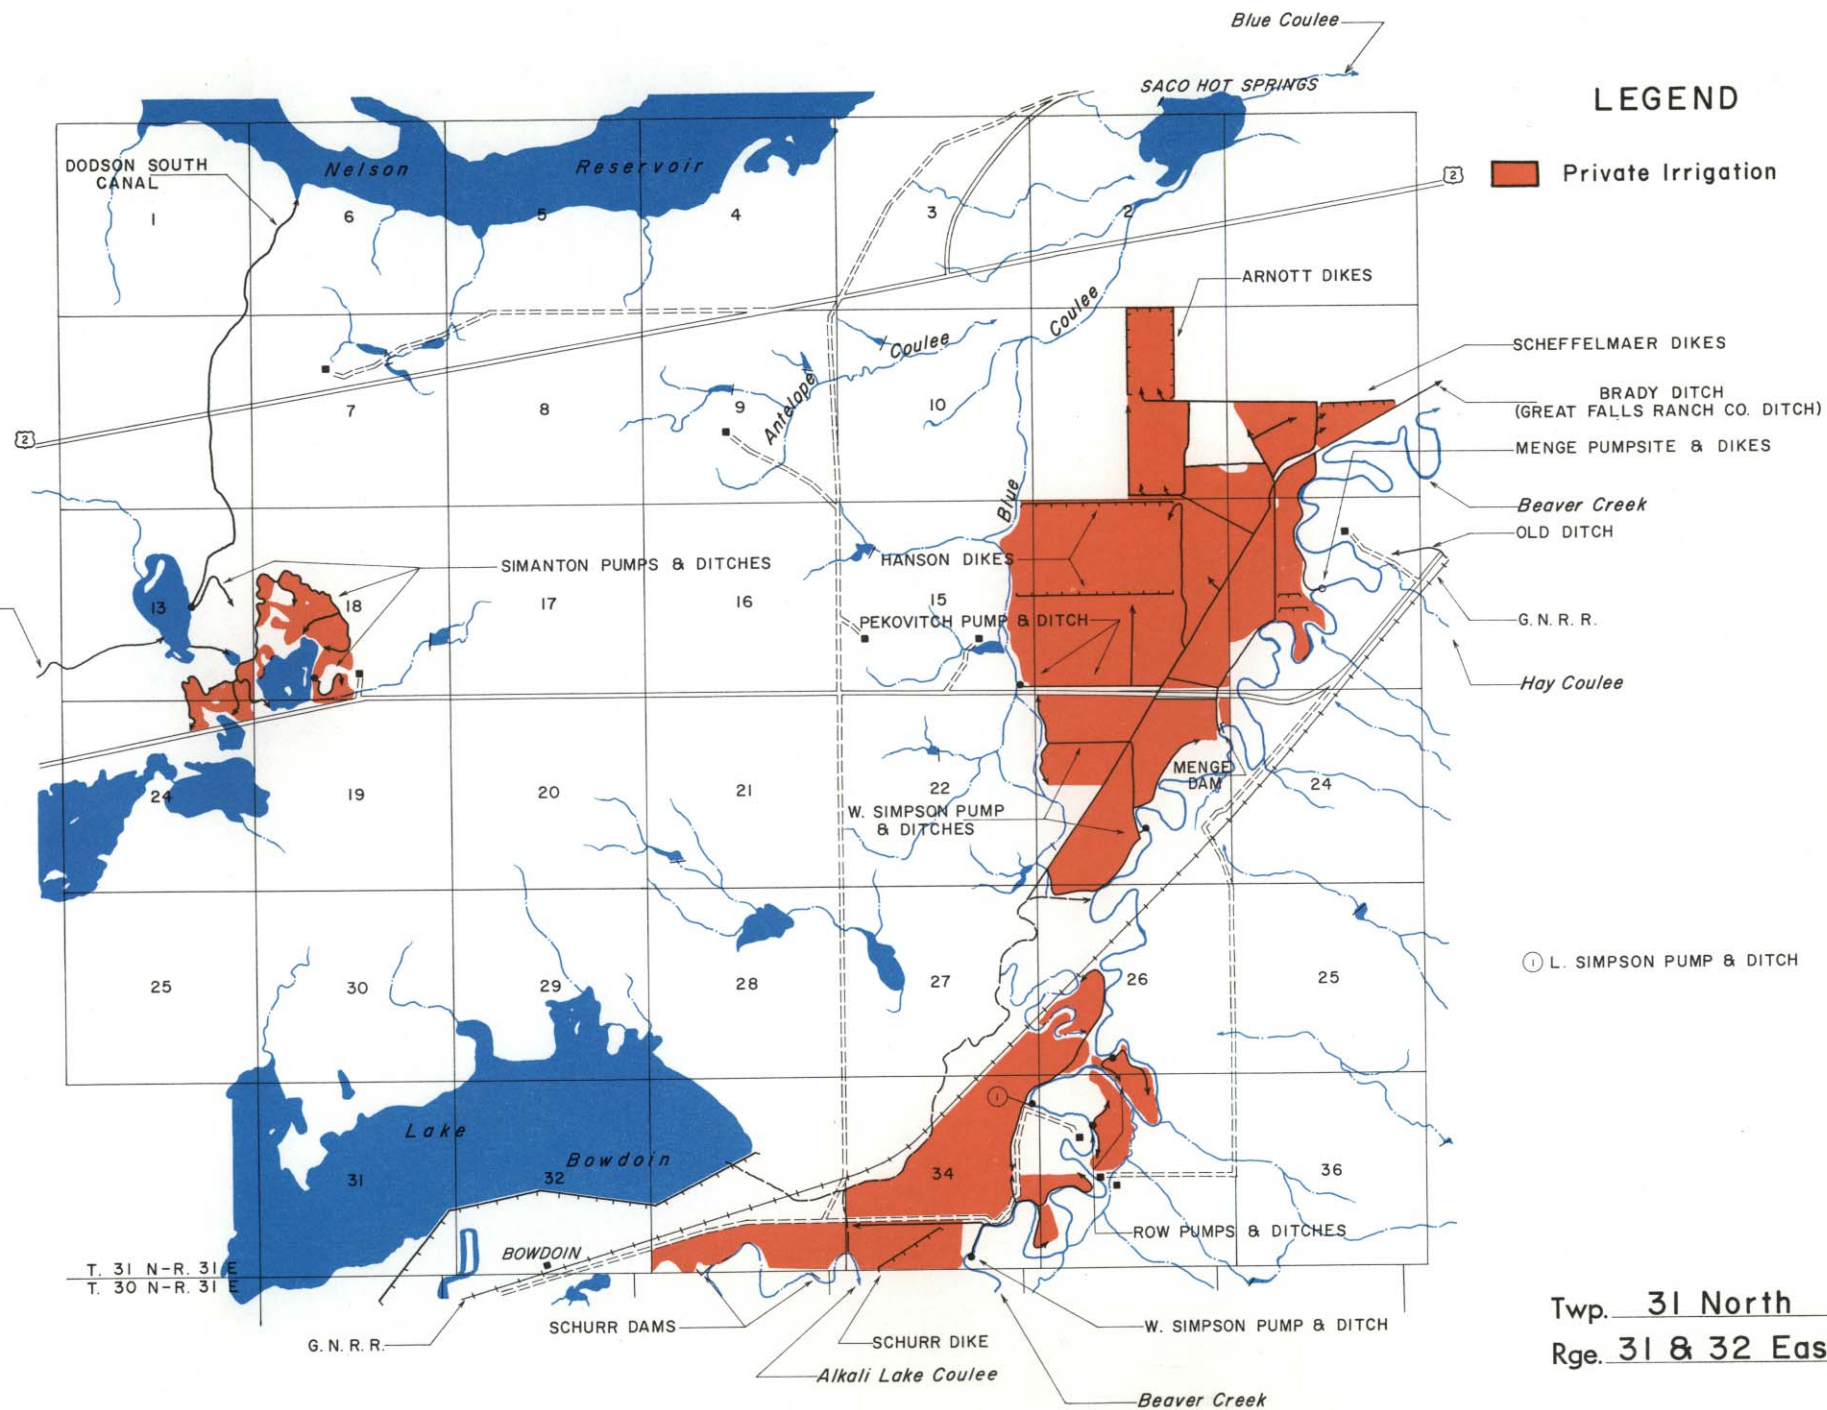 Blue Coulee
SACO HOT SPRINGS
LEGEND
Private Irrigation
DODSON SOUTH
CANAL
Nelson
Reservoir
2
1
6
5
4
3
2
ARNOTT DIKES
Coulee
Coulee
Antelope
SCHEFFELMAER DIKES
BRADY DITCH
(GREAT FALLS RANCH CO. DITCH)
MENGE PUMPSITE & DIKES
2
7
8
9
10
Blue
Beaver Creek
OLD DITCH
SIMANTON PUMPS & DITCHES
HANSON DIKES
13
18
17
16
15
PEKOVITCH PUMP & DITCH
G. N. R. R.
Hay Coulee
MENGE
DAM
24
19
20
21
22
24
W. SIMPSON PUMP
& DITCHES
25
30
29
28
27
26
25
1 L. SIMPSON PUMP & DITCH
1
Lake
Bowdoin
31
32
34
36
ROW PUMPS & DITCHES
BOWDOIN
T. 31 N-R. 31 E
T. 30 N-R. 31 E
G. N. R. R.
SCHURR DAMS
SCHURR DIKE
W. SIMPSON PUMP & DITCH
Alkali Lake Coulee
Beaver Creek
Twp. 31 North
Rge. 31 & 32 Eas